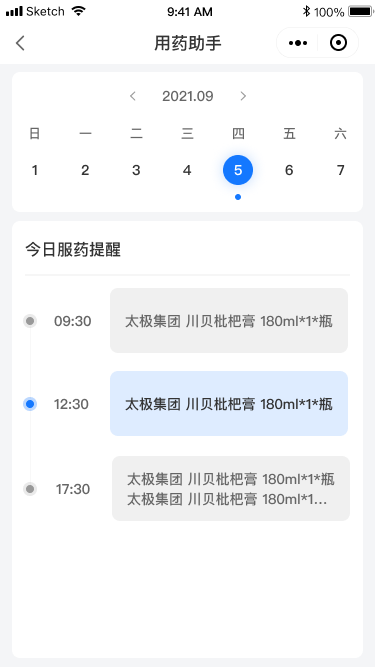 Sketch 9:41 AM 100%
用药助手
2021.09
日 一 二 三 四 五 六
1 2 3 4 5 6 7
今日服药提醒
09:30 太极集团 川贝枇杷膏 180ml*1*瓶
12:30 太极集团 川贝枇杷膏 180ml*1*瓶
17:30 太极集团 川贝枇杷膏 180ml*1*瓶
太极集团 川贝枇杷膏 180ml*1...